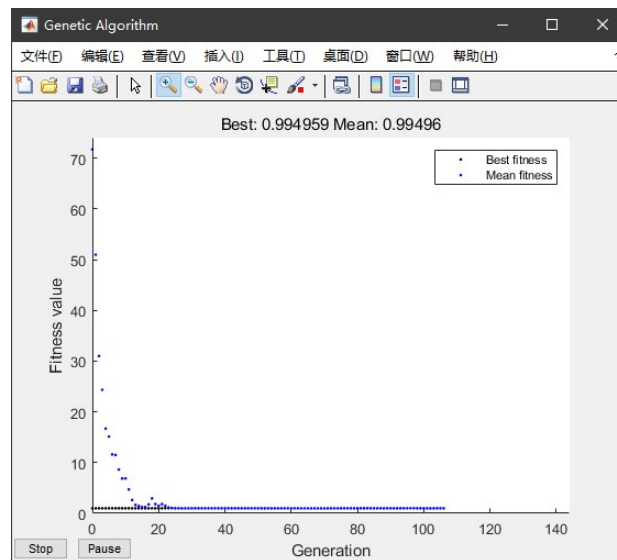 Genetic Algorithm
文件(F) 编辑(E) 查看(V) 插入(I) 工具(T) 桌面(D) 窗口(W) 帮助(H)
Best: 0.994959 Mean: 0.99496
Best fitness
Mean fitness
70
60
50
40
30
20
10
0
Fitness value
0 20 40 60 80 100 120 140
Generation
Stop Pause